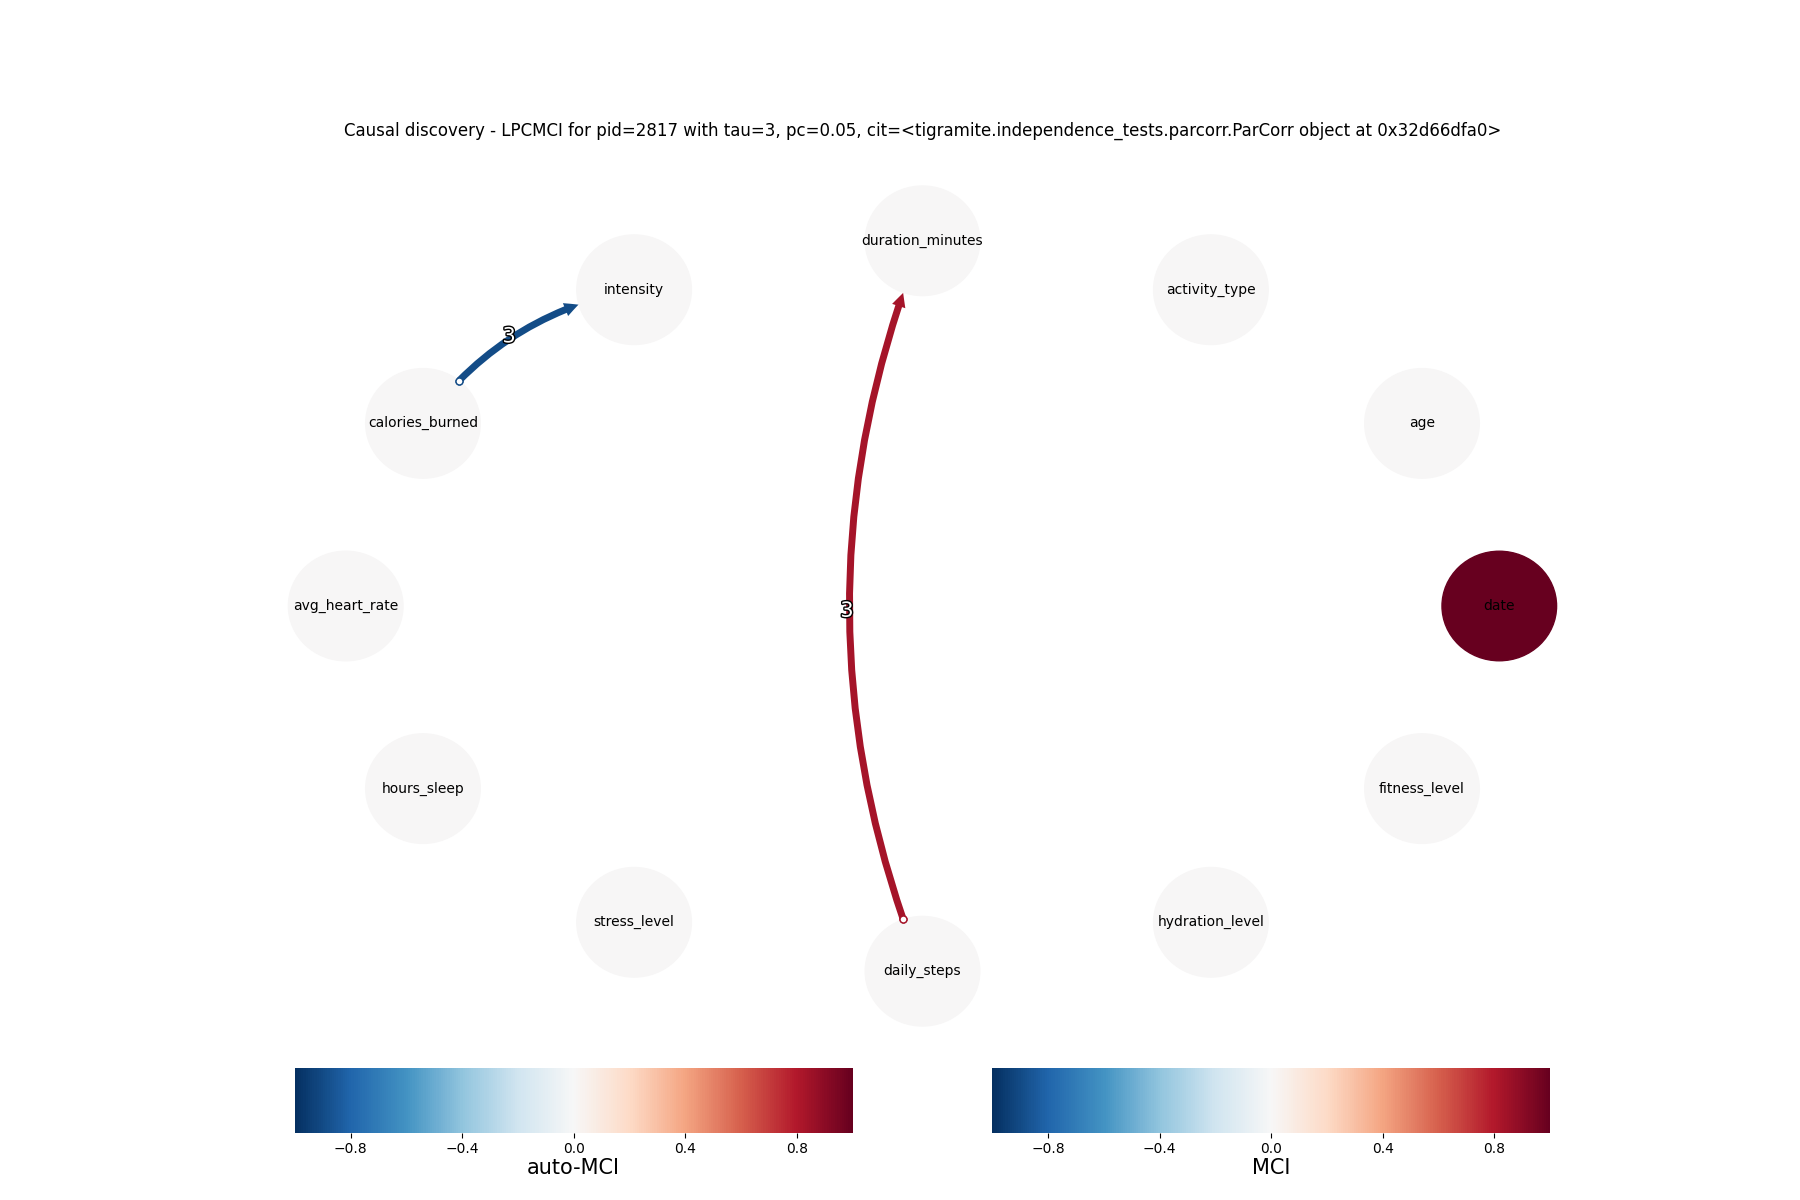 Causal discovery - LPCMCI for pid=2817 with tau=3, pc=0.05, cit=<tigramite.independence_tests.parcorr.ParCorr object at 0x32d66dfa0>
duration_minutes
intensity
activity_type
3
calories_burned
age
avg_heart_rate
3
date
hours_sleep
fitness_level
stress_level
hydration_level
daily_steps
−0.8 −0.4 0.0 0.4 0.8
auto-MCI
−0.8 −0.4 0.0 0.4 0.8
MCI